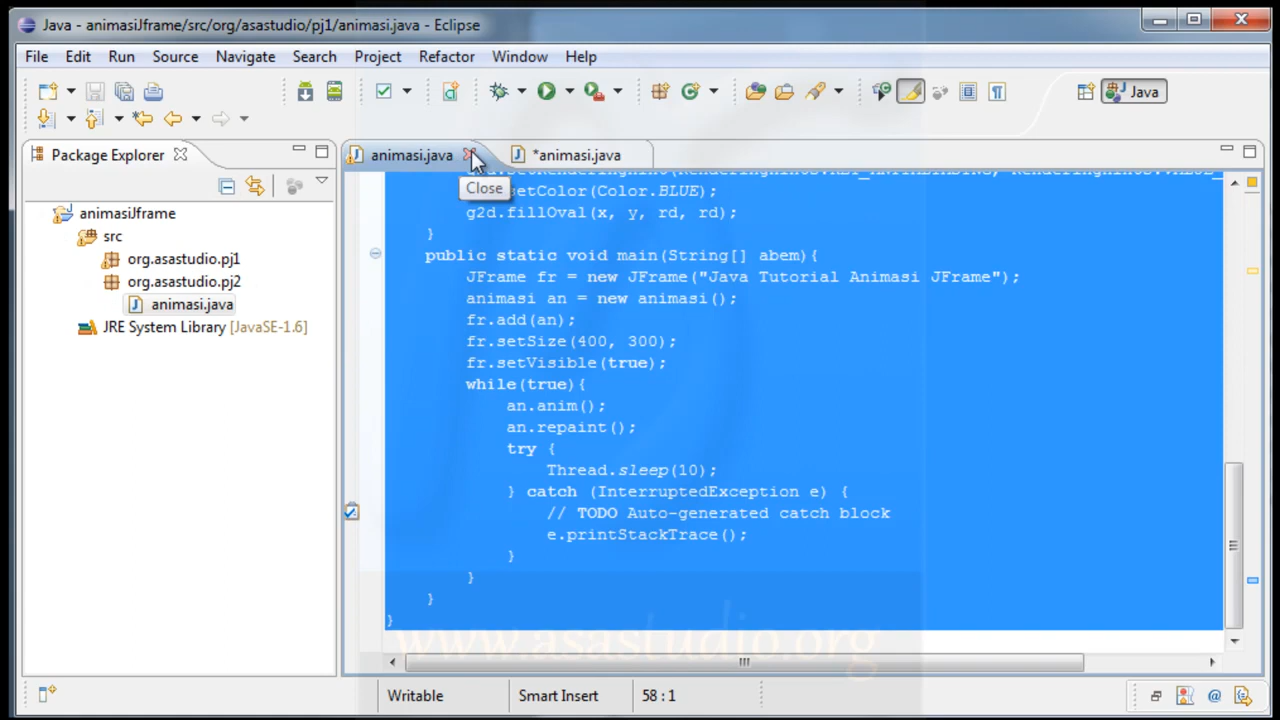 Java - animasiJframe/src/org/asastudio/pj1/animasi.java - Eclipse
File Edit Run Source Navigate Search Project Refactor Window Help
Java
Package Explorer
animasiJframe
src
org.asastudio.pj1
org.asastudio.pj2
animasi.java
JRE System Library [JavaSE-1.6]
animasi.java
*animasi.java
Close
setColor(Color.BLUE);
g2d.fillOval(x, y, rd, rd);
}
public static void main(String[] abem){
JFrame fr = new JFrame("Java Tutorial Animasi JFrame");
animasi an = new animasi();
fr.add(an);
fr.setSize(400, 300);
fr.setVisible(true);
while(true){
an.anim();
an.repaint();
try {
Thread.sleep(10);
} catch (InterruptedException e) {
// TODO Auto-generated catch block
e.printStackTrace();
}
}
}
}
www.asastudio.org
Writable
Smart Insert
58 : 1